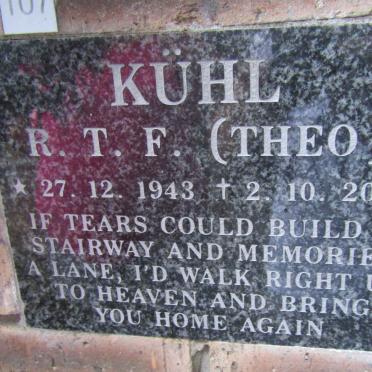 107
KÜHL
R. T. F. (THEO)
★ 27. 12. 1943 † 2. 10. 20
IF TEARS COULD BUILD
STAIRWAY AND MEMORIE
A LANE, I'D WALK RIGHT U
TO HEAVEN AND BRING
YOU HOME AGAIN